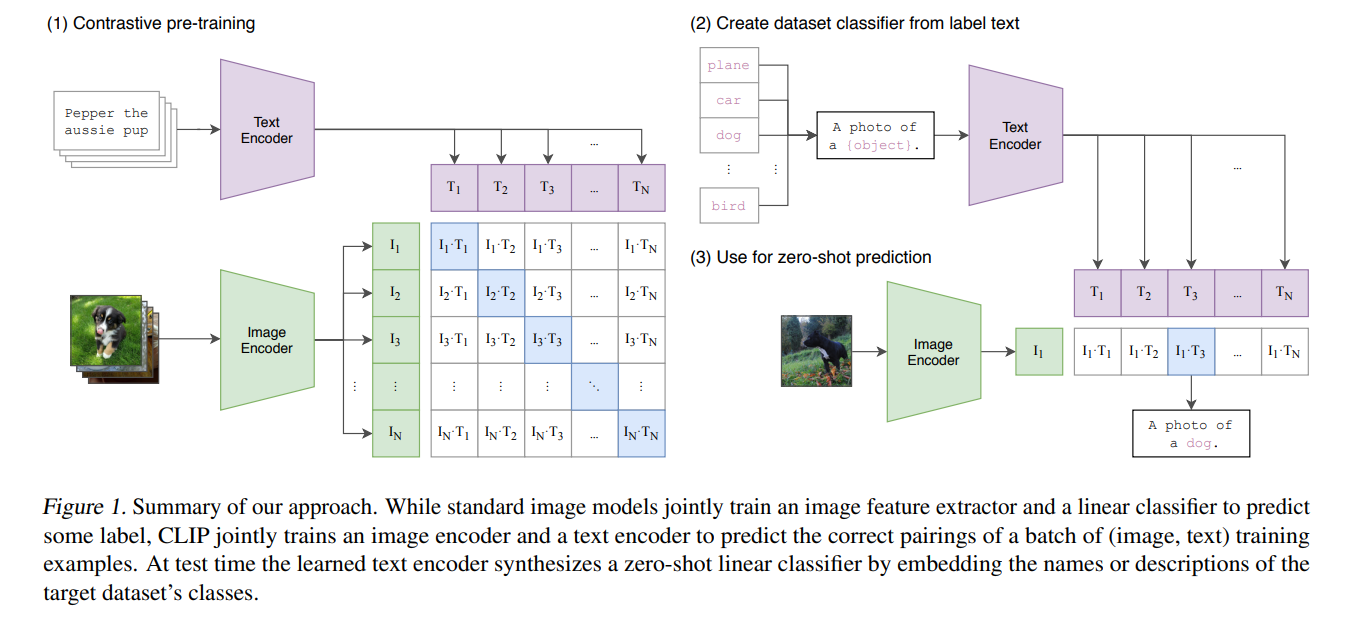 (1) Contrastive pre-training
Pepper the
aussie pup
Text
Encoder
...
T1 T2 T3 ... TN
Image
Encoder
I1 I1·T1 I1·T2 I1·T3 ... I1·TN
I2 I2·T1 I2·T2 I2·T3 ... I2·TN
I3 I3·T1 I3·T2 I3·T3 ... I3·TN
⋮ ⋮ ⋮ ⋮ ⋮ ⋱ ⋮
IN IN·T1 IN·T2 IN·T3 ... IN·TN
(2) Create dataset classifier from label text
plane
car
dog
⋮ ⋮
bird
A photo of
a {object}.
Text
Encoder
...
(3) Use for zero-shot prediction
T1 T2 T3 ... TN
Image
Encoder
I1 I1·T1 I1·T2 I1·T3 ... I1·TN
A photo of
a dog.
Figure 1. Summary of our approach. While standard image models jointly train an image feature extractor and a linear classifier to predict
some label, CLIP jointly trains an image encoder and a text encoder to predict the correct pairings of a batch of (image, text) training
examples. At test time the learned text encoder synthesizes a zero-shot linear classifier by embedding the names or descriptions of the
target dataset's classes.